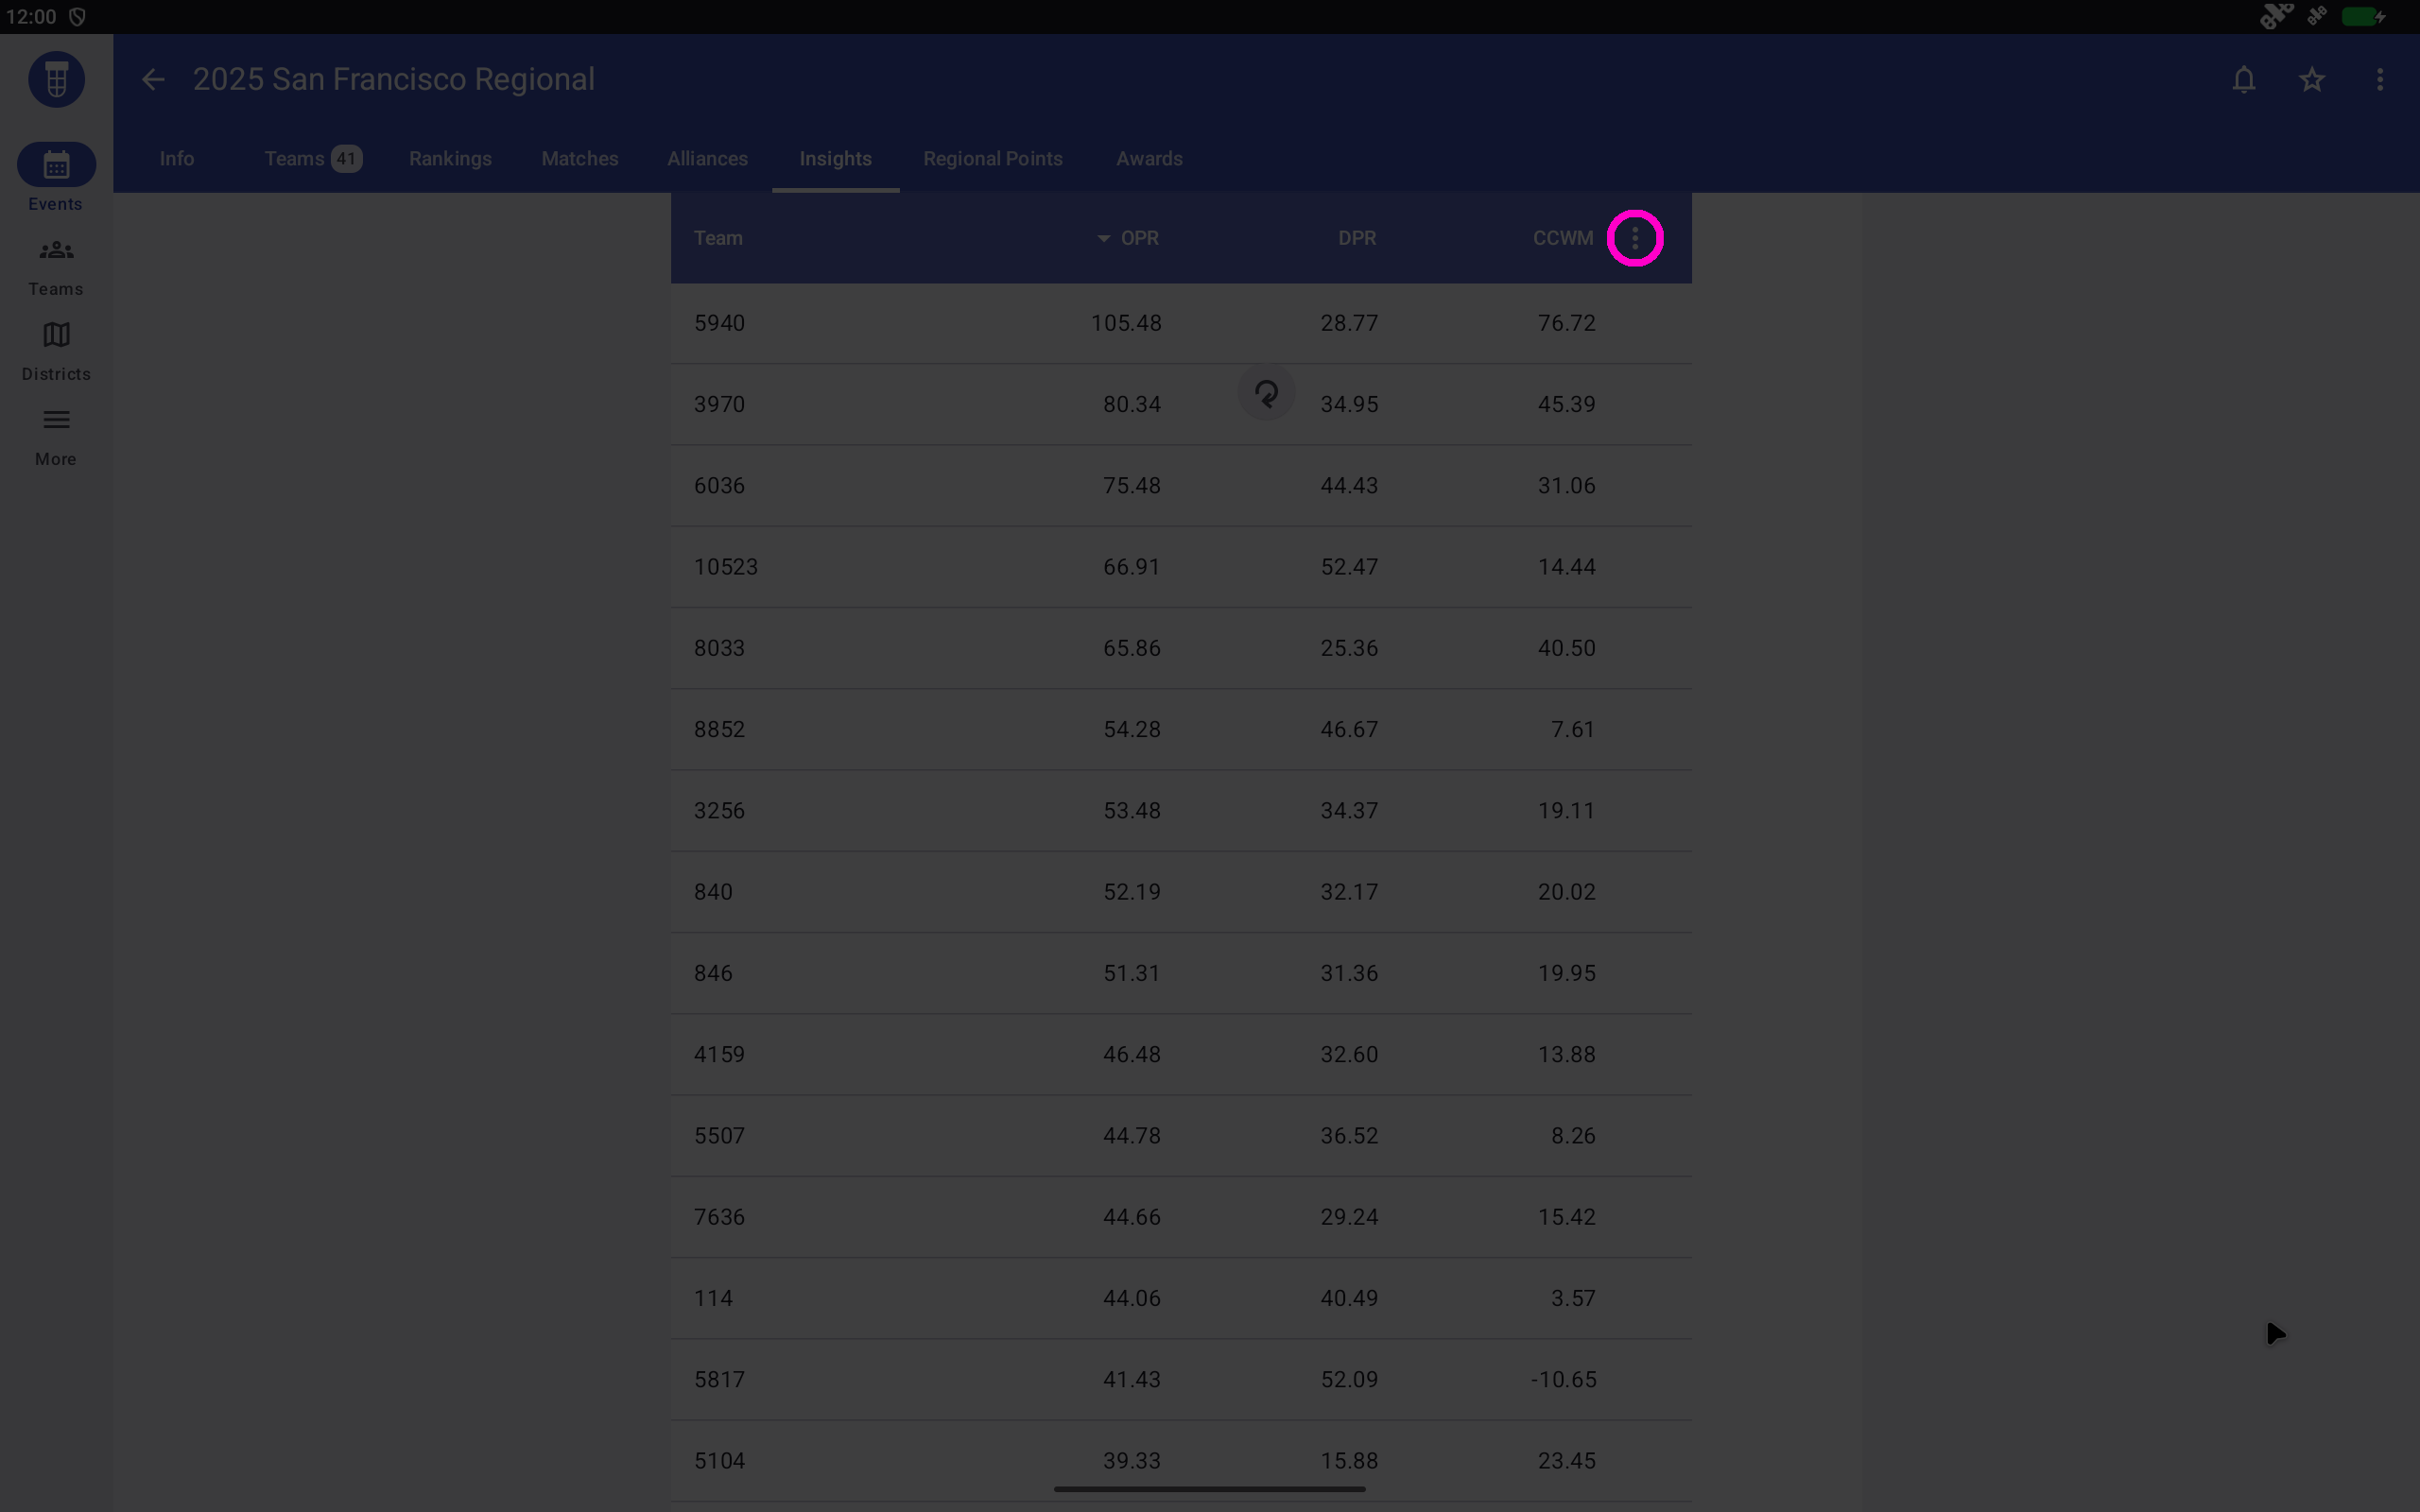 12:00
2025 San Francisco Regional
Info Teams 41 Rankings Matches Alliances Insights Regional Points Awards
Events
Teams
Districts
More
Team OPR DPR CCWM
5940 105.48 28.77 76.72
3970 80.34 34.95 45.39
6036 75.48 44.43 31.06
10523 66.91 52.47 14.44
8033 65.86 25.36 40.50
8852 54.28 46.67 7.61
3256 53.48 34.37 19.11
840 52.19 32.17 20.02
846 51.31 31.36 19.95
4159 46.48 32.60 13.88
5507 44.78 36.52 8.26
7636 44.66 29.24 15.42
114 44.06 40.49 3.57
5817 41.43 52.09 -10.65
5104 39.33 15.88 23.45